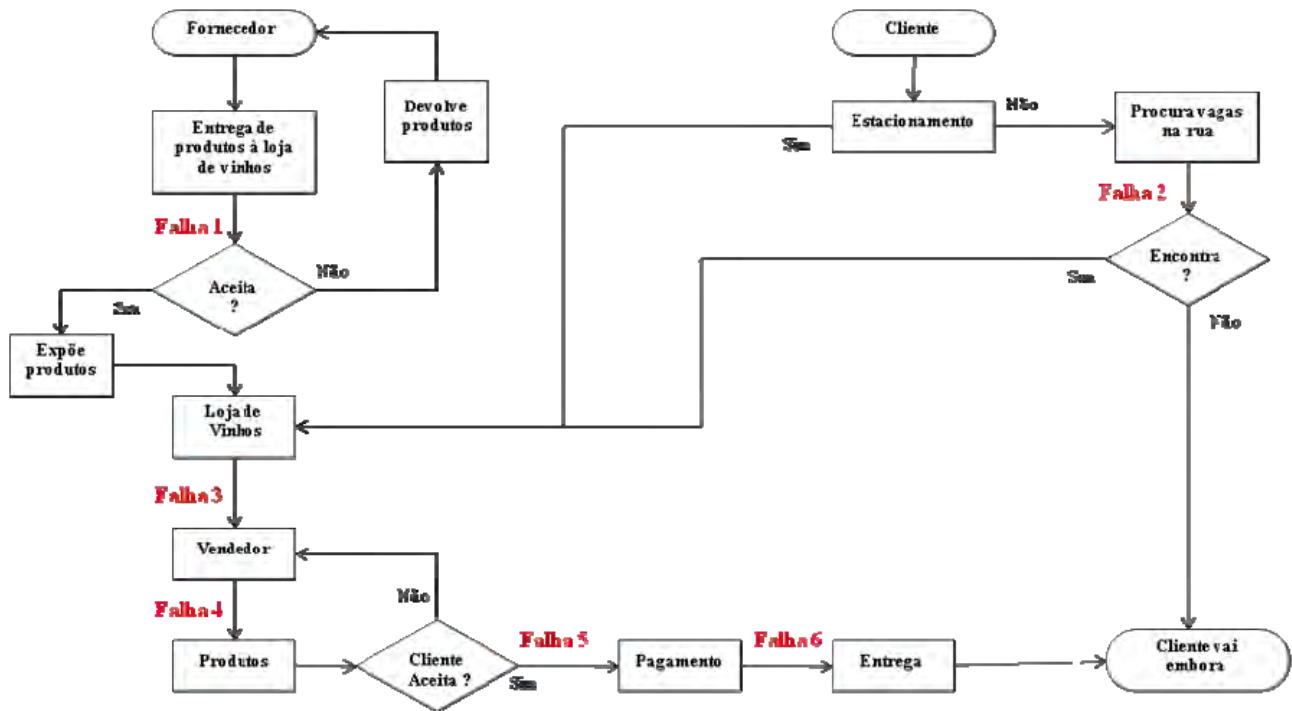 Fornecedor
Cliente
Devolve
produtos
Entrega de
produtos à loja
de vinhos
Estacionamento
Não
Procura vagas
na rua
Sim
Falha 1
Falha 2
Aceita
?
Não
Sim
Encontra
?
Sim
Não
Expõe
produtos
Loja de
Vinhos
Falha 3
Vendedor
Não
Falha 4
Produtos
Cliente
Aceita ?
Falha 5
Sim
Pagamento
Falha 6
Entrega
Cliente vai
embora